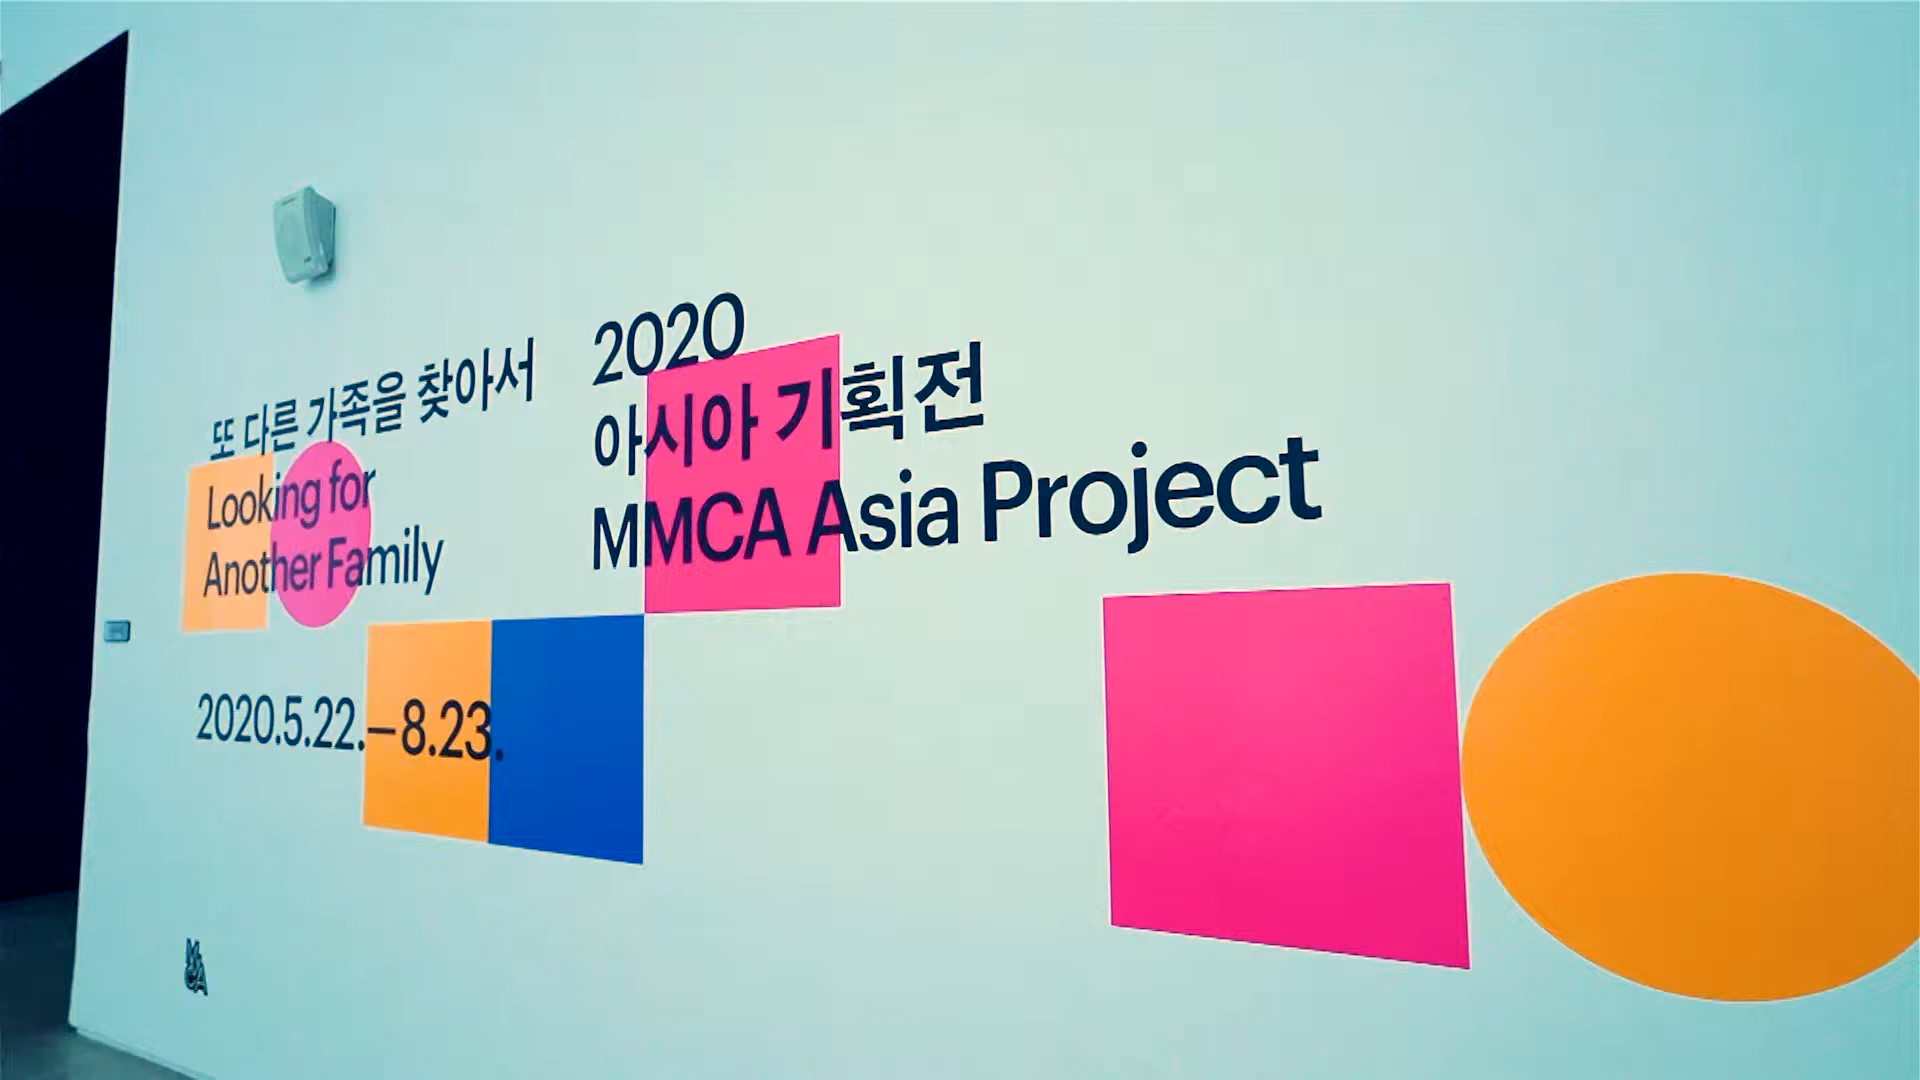 또 다른 가족을 찾아서
Looking for
Another Family
2020
아시아 기획전
MMCA Asia Project
2020.5.22.—8.23.
M
CA